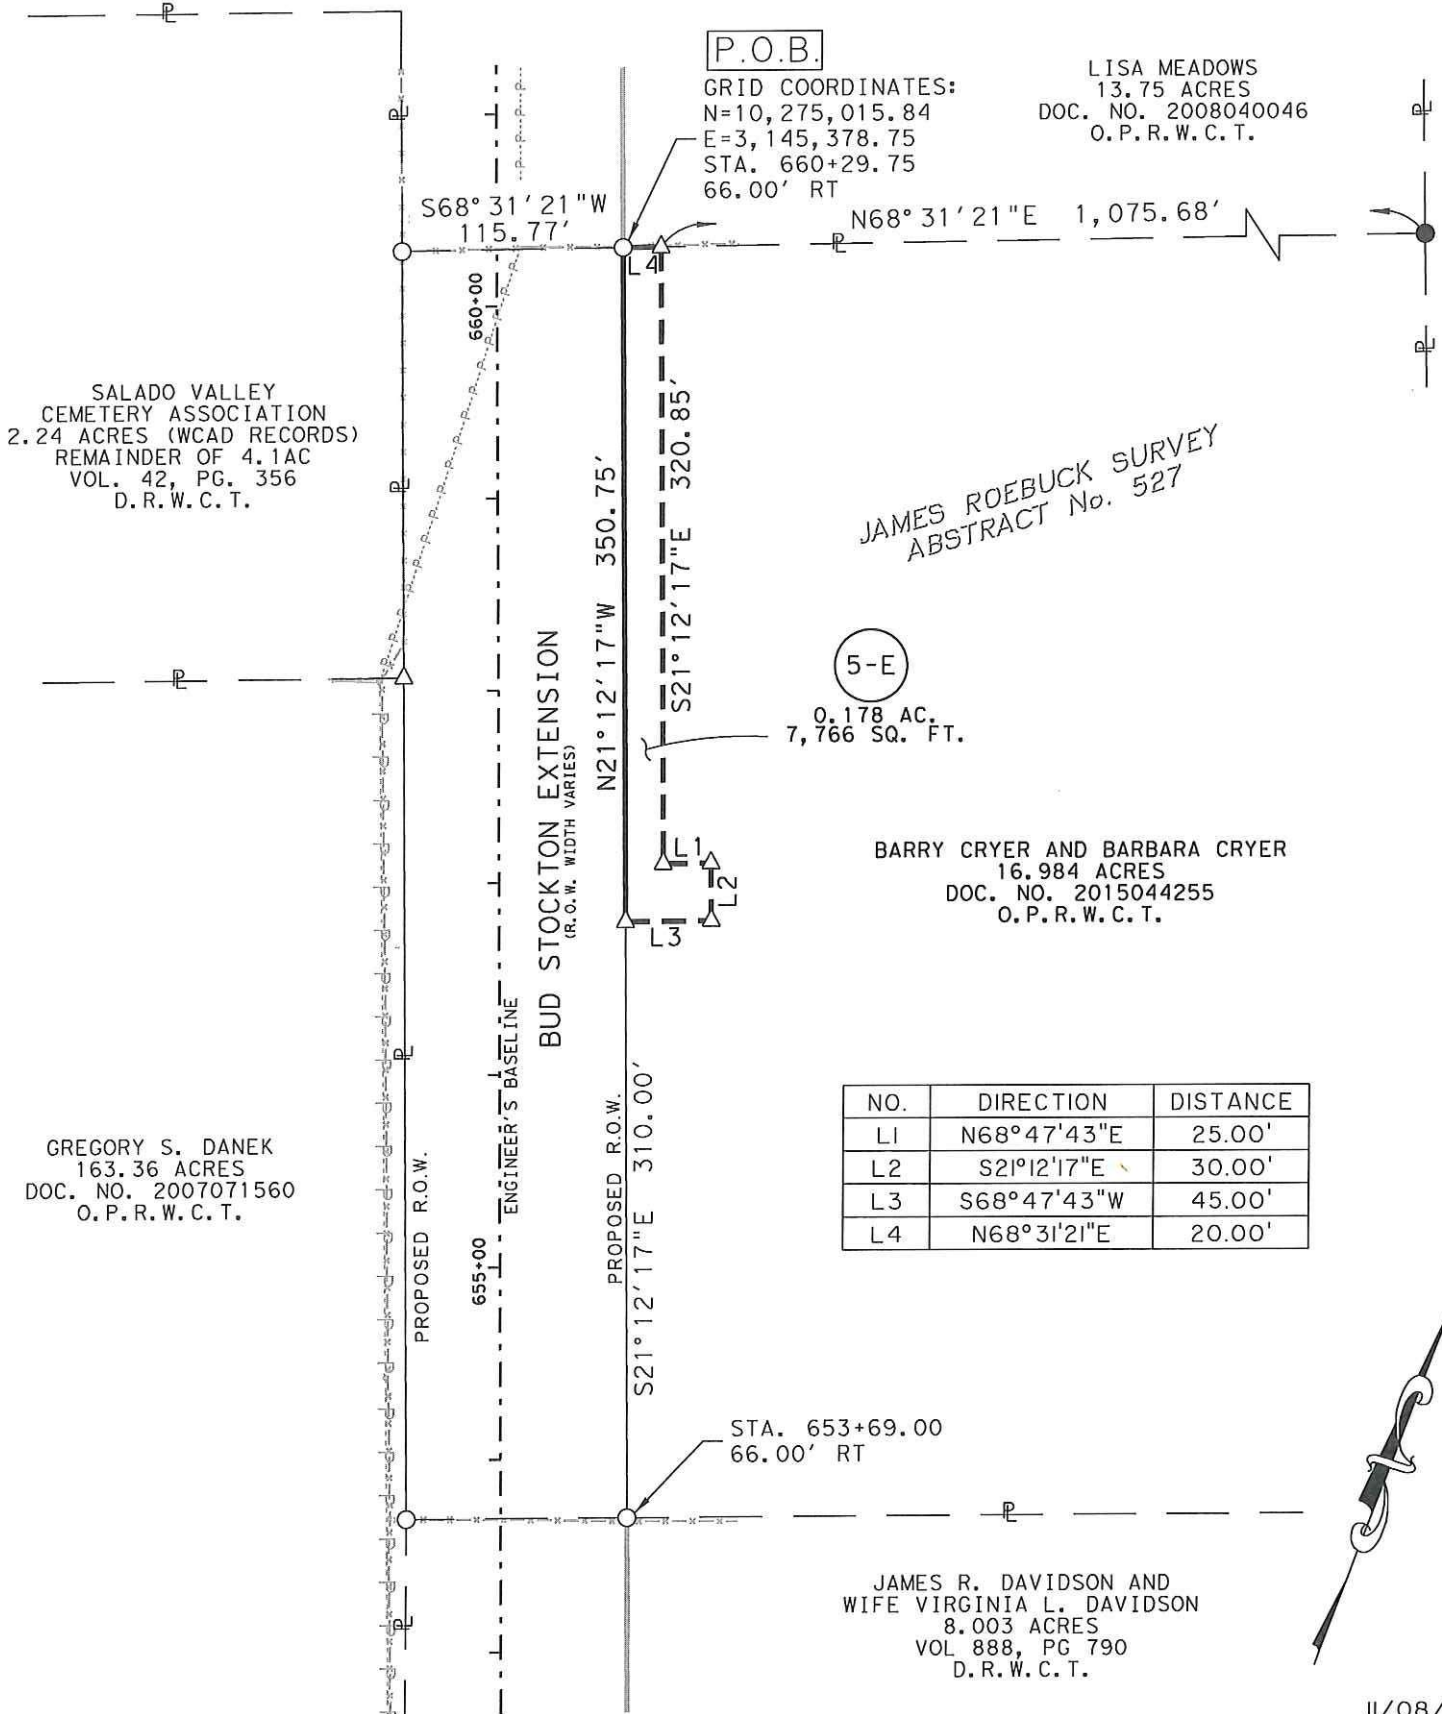 P.O.B.
GRID COORDINATES:
N=10,275,015.84
E=3,145,378.75
STA. 660+29.75
66.00' RT
LISA MEADOWS
13.75 ACRES
DOC. NO. 2008040046
O.P.R.W.C.T.
S68°31'21"W
115.77'
N68°31'21"E 1,075.68'
L4
660+00
SALADO VALLEY
CEMETERY ASSOCIATION
2.24 ACRES (WCAD RECORDS)
REMAINDER OF 4.1AC
VOL. 42, PG. 356
D.R.W.C.T.
N21°12'17"W 350.75'
S21°12'17"E 320.85'
JAMES ROEBUCK SURVEY
ABSTRACT No. 527
5-E
0.178 AC.
7,766 SQ. FT.
BUD STOCKTON EXTENSION
(R.O.W. WIDTH VARIES)
L1
L2
L3
BARRY CRYER AND BARBARA CRYER
16.984 ACRES
DOC. NO. 2015044255
O.P.R.W.C.T.
ENGINEER'S BASELINE
GREGORY S. DANEK
163.36 ACRES
DOC. NO. 2007071560
O.P.R.W.C.T.
PROPOSED R.O.W.
655+00
PROPOSED R.O.W.
S21°12'17"E 310.00'
NO. DIRECTION DISTANCE
L1 N68°47'43"E 25.00'
L2 S21°12'17"E 30.00'
L3 S68°47'43"W 45.00'
L4 N68°31'21"E 20.00'
STA. 653+69.00
66.00' RT
JAMES R. DAVIDSON AND
WIFE VIRGINIA L. DAVIDSON
8.003 ACRES
VOL 888, PG 790
D.R.W.C.T.
11/08/